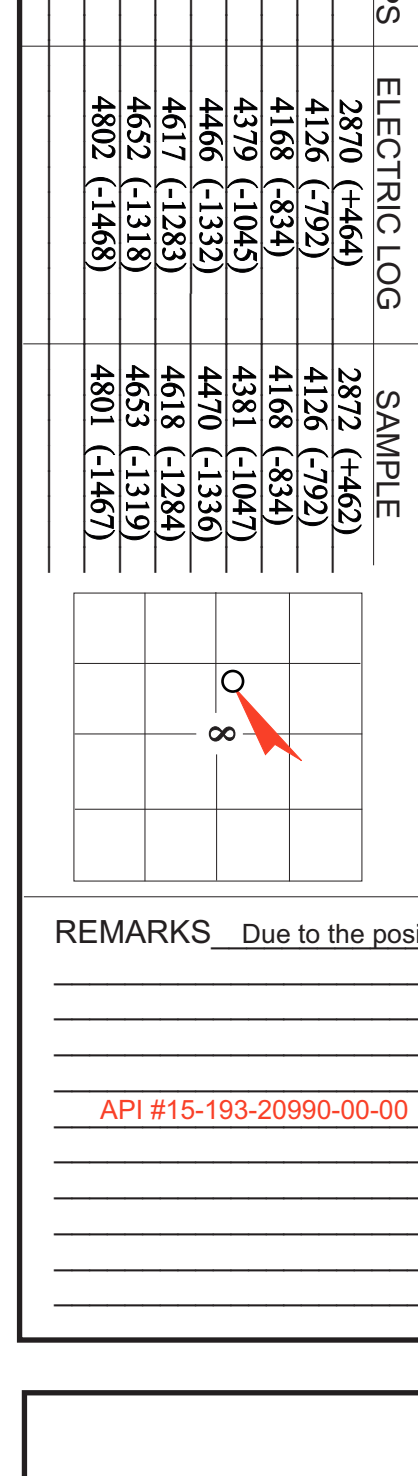 PS ELECTRIC LOG SAMPLE
2870 (+464) 2872 (+462)
4126 (-792) 4126 (-792)
4168 (-834) 4168 (-834)
4379 (-1045) 4381 (-1047)
4466 (-1332) 4470 (-1336)
4617 (-1283) 4618 (-1284)
4652 (-1318) 4653 (-1319)
4802 (-1468) 4801 (-1467)
8
REMARKS Due to the posi
API #15-193-20990-00-00